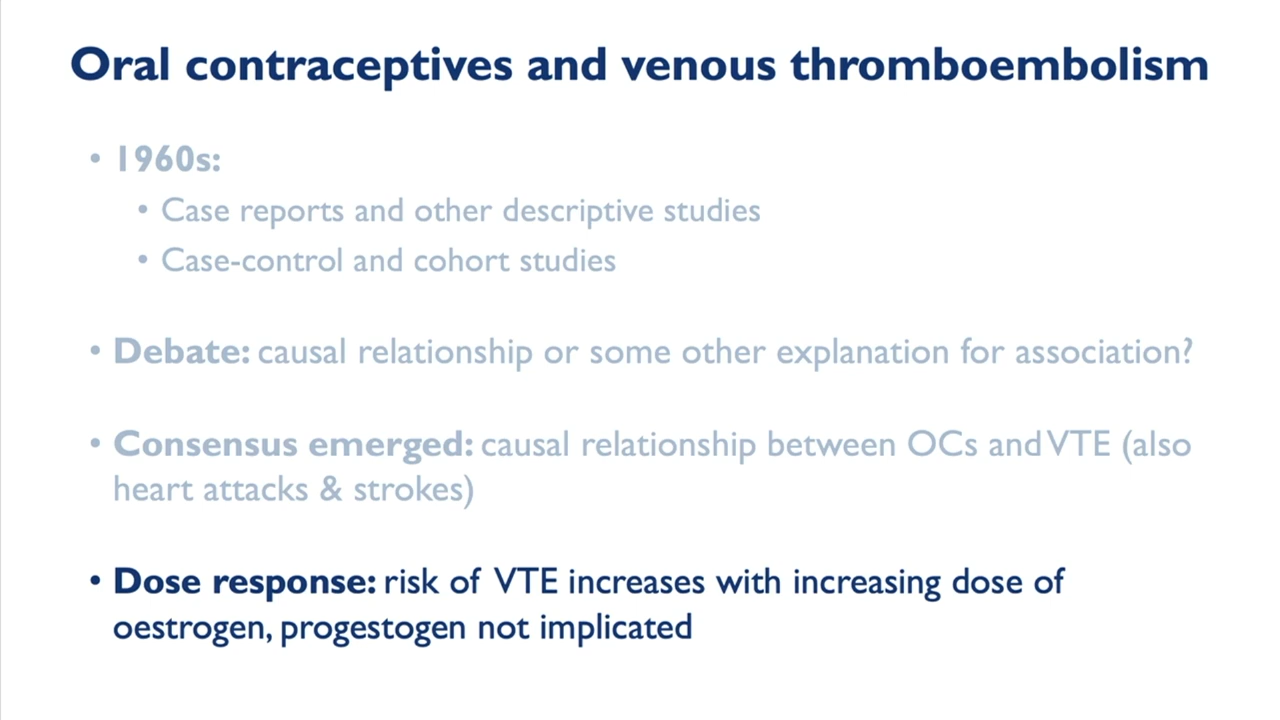 Oral contraceptives and venous thromboembolism
• 1960s:
• Case reports and other descriptive studies
• Case-control and cohort studies
• Debate: causal relationship or some other explanation for association?
• Consensus emerged: causal relationship between OCs and VTE (also
heart attacks & strokes)
• Dose response: risk of VTE increases with increasing dose of
oestrogen, progestogen not implicated